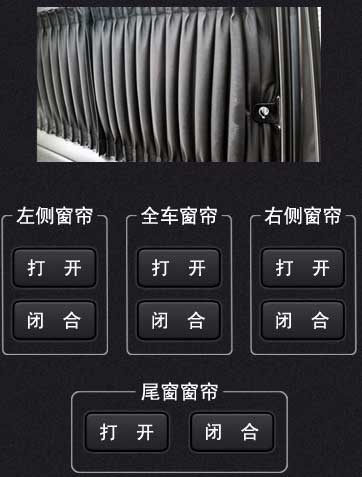 左侧窗帘 全车窗帘 右侧窗帘
打 开 打 开 打 开
闭 合 闭 合 闭 合
尾窗窗帘
打 开 闭 合